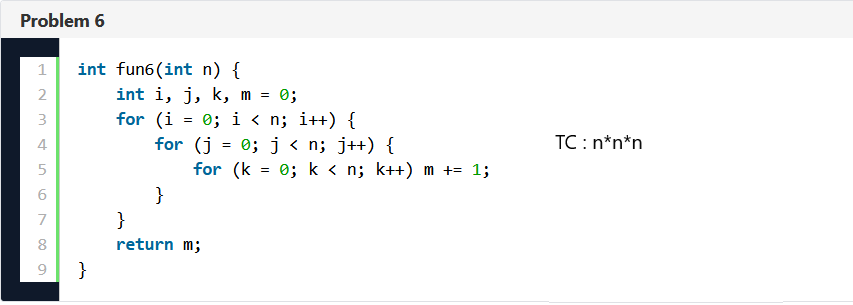 Problem 6
1 int fun6(int n) {
2 int i, j, k, m = 0;
3 for (i = 0; i < n; i++) {
4 for (j = 0; j < n; j++) {
5 for (k = 0; k < n; k++) m += 1;
6 }
7 }
8 return m;
9 }
TC : n*n*n